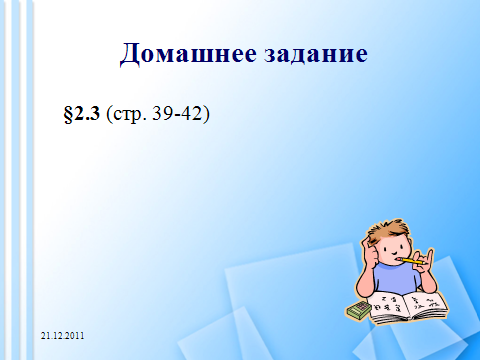 Домашнее задание
§2.3 (стр. 39-42)
21.12.2011